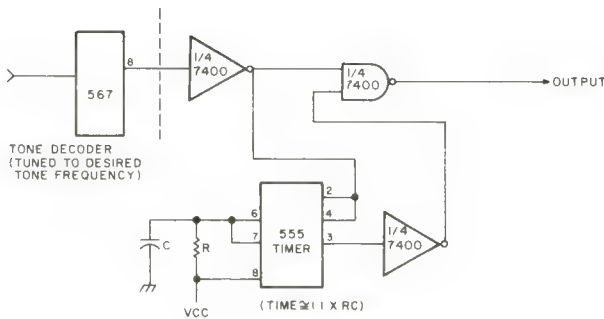 567
8
TONE DECODER
(TUNED TO DESIRED
TONE FREQUENCY)
1/4
7400
1/4
7400
OUTPUT
C
R
VCC
6
7
8
555
TIMER
2
4
3
(TIME≅1.1 X RC)
1/4
7400